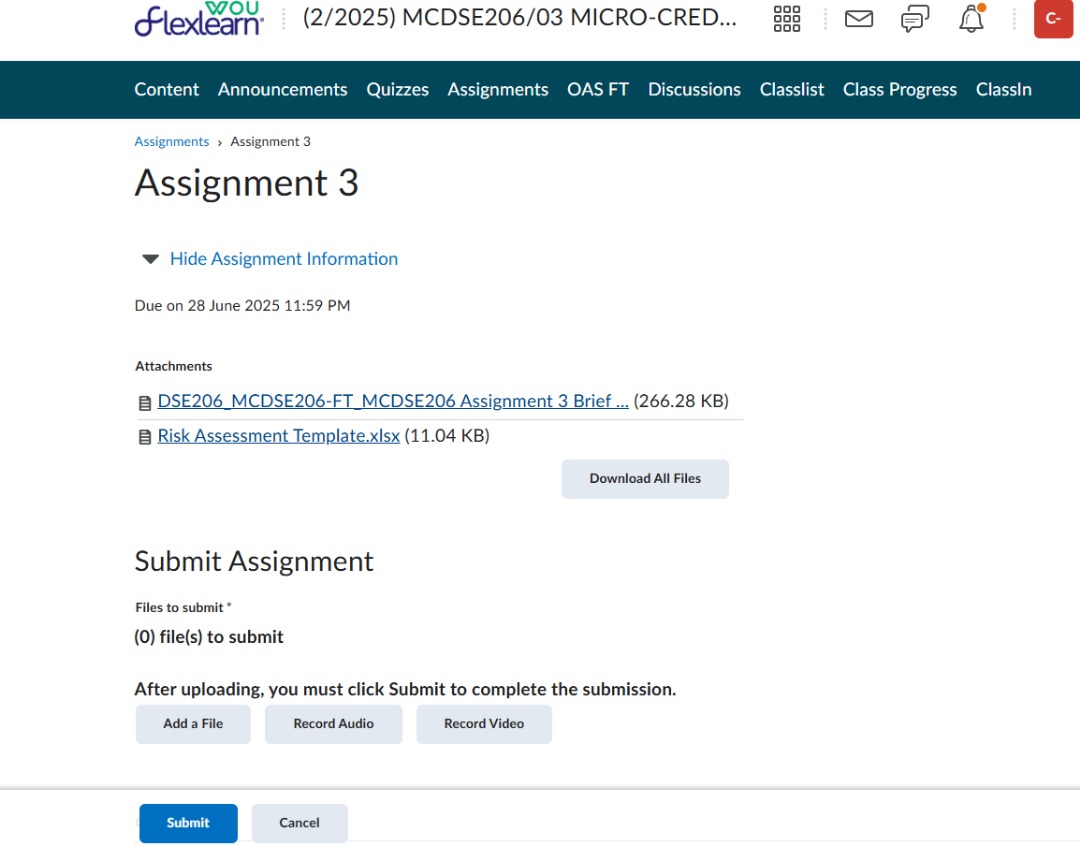 WOU
flexlearn
(2/2025) MCDSE206/03 MICRO-CRED...
C-
Content Announcements Quizzes Assignments OAS FT Discussions Classlist Class Progress ClassIn
Assignments › Assignment 3
Assignment 3
Hide Assignment Information
Due on 28 June 2025 11:59 PM
Attachments
DSE206_MCDSE206-FT_MCDSE206 Assignment 3 Brief ... (266.28 KB)
Risk Assessment Template.xlsx (11.04 KB)
Download All Files
Submit Assignment
Files to submit *
(0) file(s) to submit
After uploading, you must click Submit to complete the submission.
Add a File Record Audio Record Video
Submit Cancel